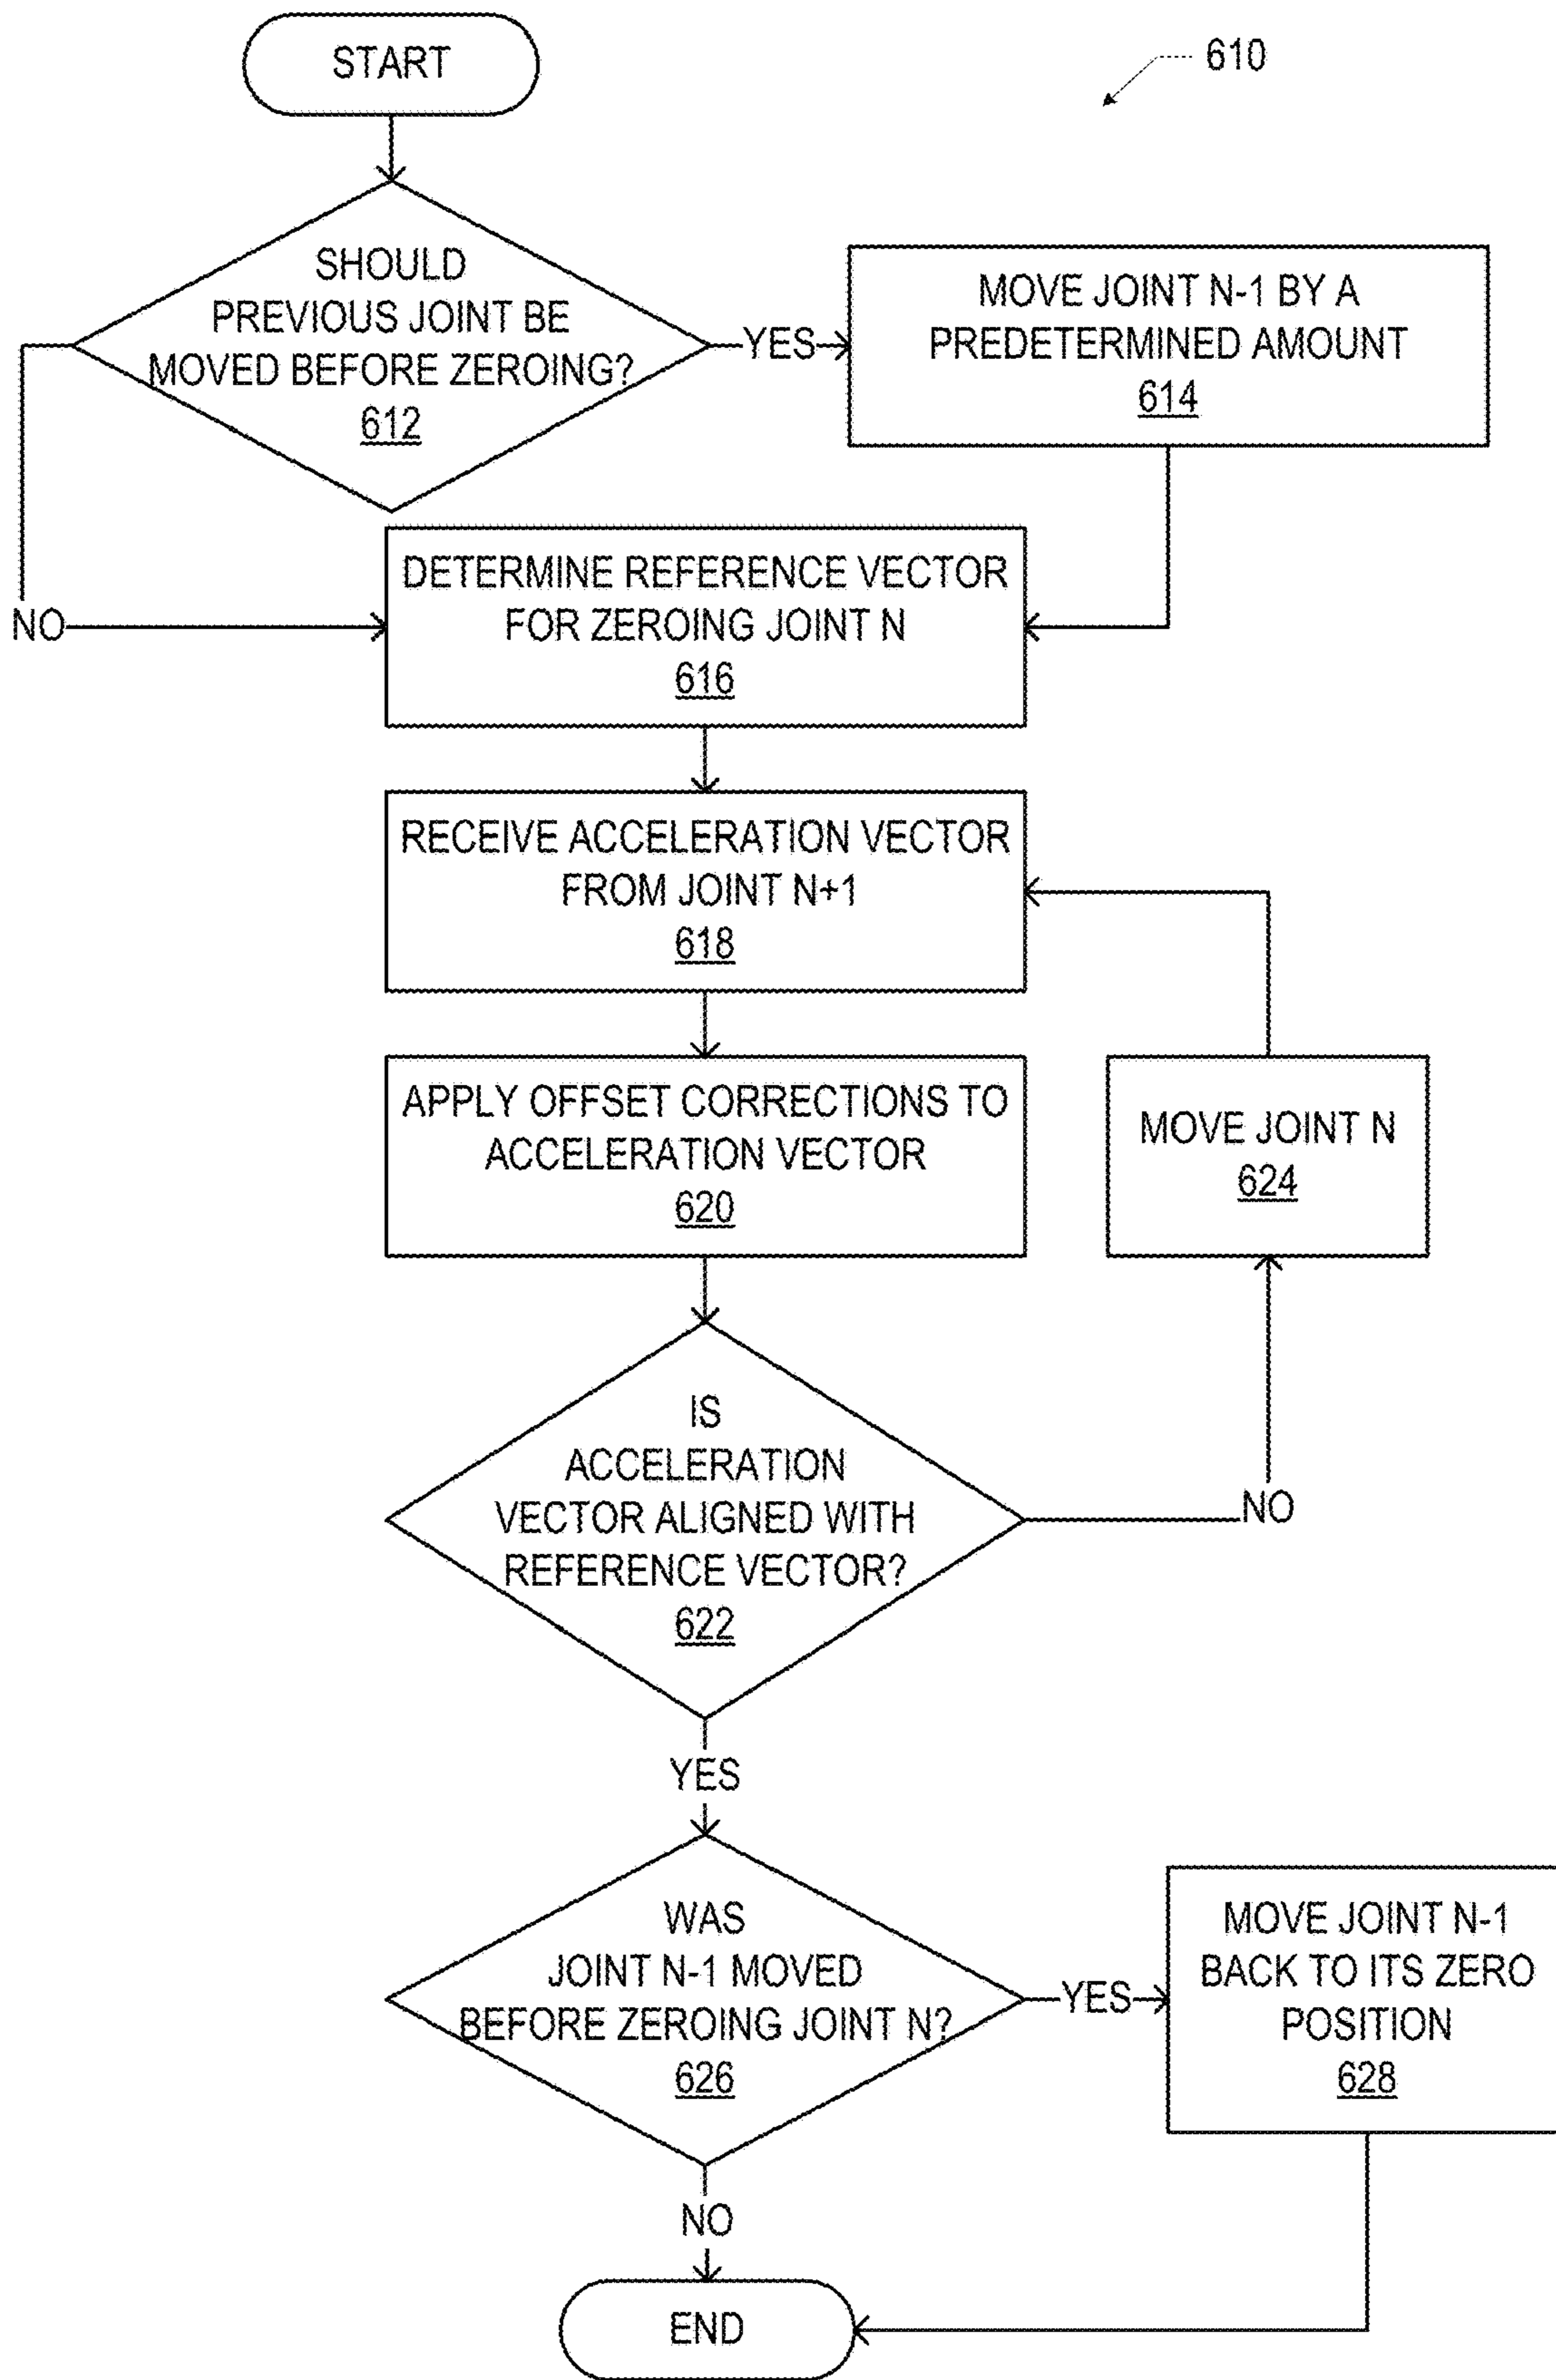 START
610
SHOULD
PREVIOUS JOINT BE
MOVED BEFORE ZEROING?
612
YES
MOVE JOINT N-1 BY A
PREDETERMINED AMOUNT
614
NO
DETERMINE REFERENCE VECTOR
FOR ZEROING JOINT N
616
RECEIVE ACCELERATION VECTOR
FROM JOINT N+1
618
APPLY OFFSET CORRECTIONS TO
ACCELERATION VECTOR
620
MOVE JOINT N
624
IS
ACCELERATION
VECTOR ALIGNED WITH
REFERENCE VECTOR?
622
NO
YES
WAS
JOINT N-1 MOVED
BEFORE ZEROING JOINT N?
626
YES
MOVE JOINT N-1
BACK TO ITS ZERO
POSITION
628
NO
END